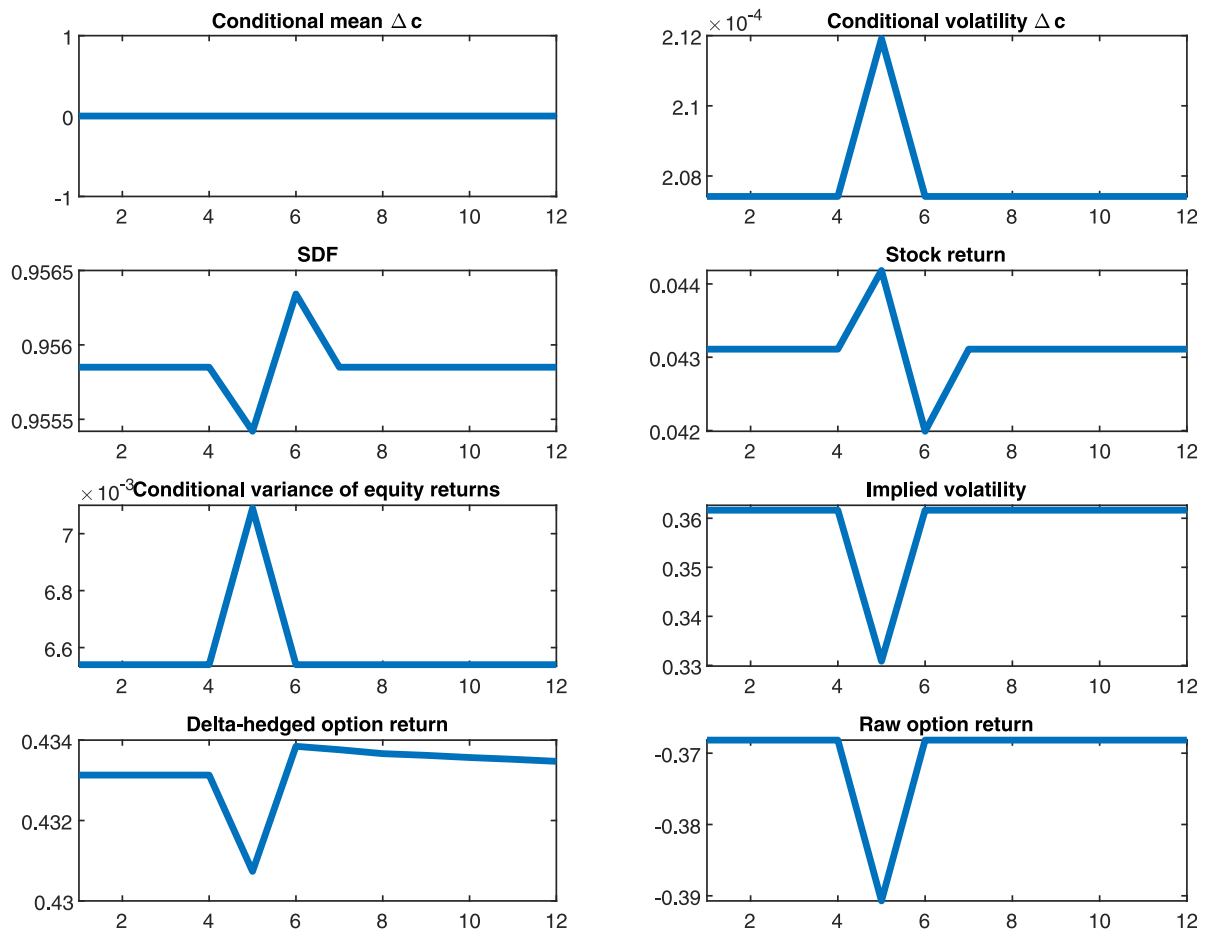 Conditional mean Δ c
1
0
-1
2 4 6 8 10 12
Conditional volatility Δ c
× 10-4
2.12
2.1
2.08
2 4 6 8 10 12
SDF
0.9565
0.956
0.9555
2 4 6 8 10 12
Stock return
0.044
0.043
0.042
2 4 6 8 10 12
× 10-3 Conditional variance of equity returns
7
6.8
6.6
2 4 6 8 10 12
Implied volatility
0.36
0.35
0.34
0.33
2 4 6 8 10 12
Delta-hedged option return
0.434
0.432
0.43
2 4 6 8 10 12
Raw option return
-0.37
-0.38
-0.39
2 4 6 8 10 12